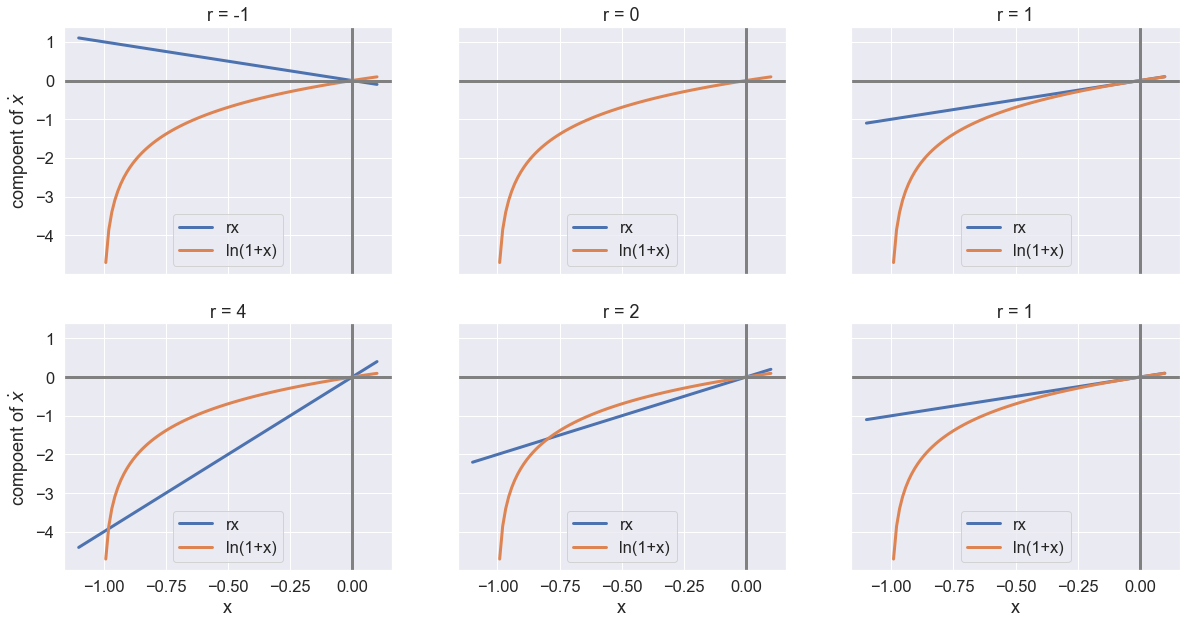 r = -1
r = 0
r = 1
1
0
−1
−2
−3
−4
compoent of ẋ
rx
ln(1+x)
rx
ln(1+x)
rx
ln(1+x)
r = 4
r = 2
r = 1
1
0
−1
−2
−3
−4
compoent of ẋ
rx
ln(1+x)
rx
ln(1+x)
rx
ln(1+x)
−1.00 −0.75 −0.50 −0.25 0.00
−1.00 −0.75 −0.50 −0.25 0.00
−1.00 −0.75 −0.50 −0.25 0.00
x
x
x